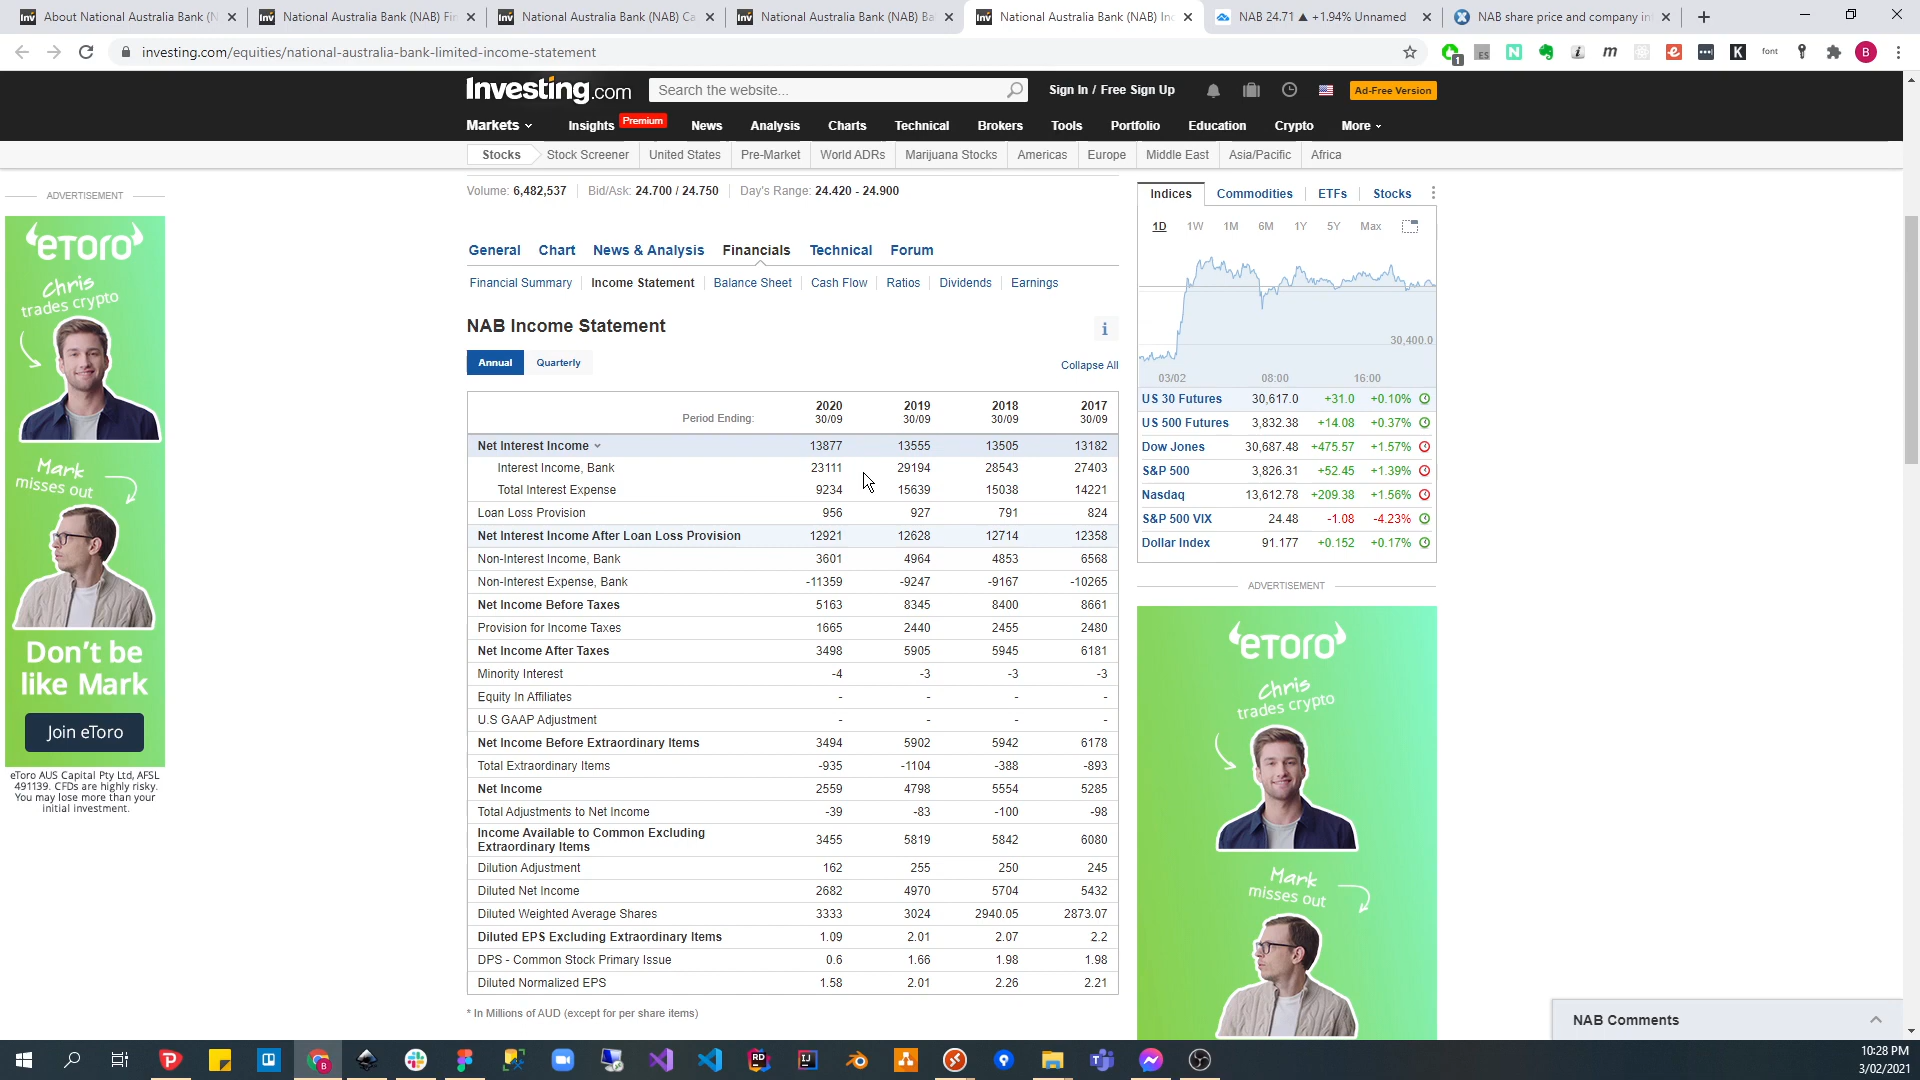 About National Australia Bank (N
National Australia Bank (NAB) Fi
National Australia Bank (NAB) Ca
National Australia Bank (NAB) Ba
National Australia Bank (NAB) In
NAB 24.71 ▲ +1.94% Unnamed
NAB share price and company in
investing.com/equities/national-australia-bank-limited-income-statement
Investing.com
Search the website...
Sign In / Free Sign Up
Ad-Free Version
Markets
Insights
Premium
News
Analysis
Charts
Technical
Brokers
Tools
Portfolio
Education
Crypto
More
Stocks
Stock Screener
United States
Pre-Market
World ADRs
Marijuana Stocks
Americas
Europe
Middle East
Asia/Pacific
Africa
Volume: 6,482,537
Bid/Ask: 24.700 / 24.750
Day's Range: 24.420 - 24.900
General
Chart
News & Analysis
Financials
Technical
Forum
Financial Summary
Income Statement
Balance Sheet
Cash Flow
Ratios
Dividends
Earnings
NAB Income Statement
i
Annual
Quarterly
Collapse All
Period Ending: 2020 30/09 2019 30/09 2018 30/09 2017 30/09
Net Interest Income 13877 13555 13505 13182
Interest Income, Bank 23111 29194 28543 27403
Total Interest Expense 9234 15639 15038 14221
Loan Loss Provision 956 927 791 824
Net Interest Income After Loan Loss Provision 12921 12628 12714 12358
Non-Interest Income, Bank 3601 4964 4853 6568
Non-Interest Expense, Bank -11359 -9247 -9167 -10265
Net Income Before Taxes 5163 8345 8400 8661
Provision for Income Taxes 1665 2440 2455 2480
Net Income After Taxes 3498 5905 5945 6181
Minority Interest -4 -3 -3 -3
Equity In Affiliates - - - -
U.S GAAP Adjustment - - - -
Net Income Before Extraordinary Items 3494 5902 5942 6178
Total Extraordinary Items -935 -1104 -388 -893
Net Income 2559 4798 5554 5285
Total Adjustments to Net Income -39 -83 -100 -98
Income Available to Common Excluding
Extraordinary Items 3455 5819 5842 6080
Dilution Adjustment 162 255 250 245
Diluted Net Income 2682 4970 5704 5432
Diluted Weighted Average Shares 3333 3024 2940.05 2873.07
Diluted EPS Excluding Extraordinary Items 1.09 2.01 2.07 2.2
DPS - Common Stock Primary Issue 0.6 1.66 1.98 1.98
Diluted Normalized EPS 1.58 2.01 2.26 2.21
* In Millions of AUD (except for per share items)
ADVERTISEMENT
eToro
Chris
trades crypto
Mark
misses out
Don't be
like Mark
Join eToro
eToro AUS Capital Pty Ltd, AFSL
491139. CFDs are highly risky.
You may lose more than your
initial investment.
Indices
Commodities
ETFs
Stocks
1D 1W 1M 6M 1Y 5Y Max
30,400.0
03/02 08:00 16:00
US 30 Futures 30,617.0 +31.0 +0.10%
US 500 Futures 3,832.38 +14.08 +0.37%
Dow Jones 30,687.48 +475.57 +1.57%
S&P 500 3,826.31 +52.45 +1.39%
Nasdaq 13,612.78 +209.38 +1.56%
S&P 500 VIX 24.48 -1.08 -4.23%
Dollar Index 91.177 +0.152 +0.17%
ADVERTISEMENT
eToro
Chris
trades crypto
Mark
misses out
NAB Comments
10:28 PM
3/02/2021